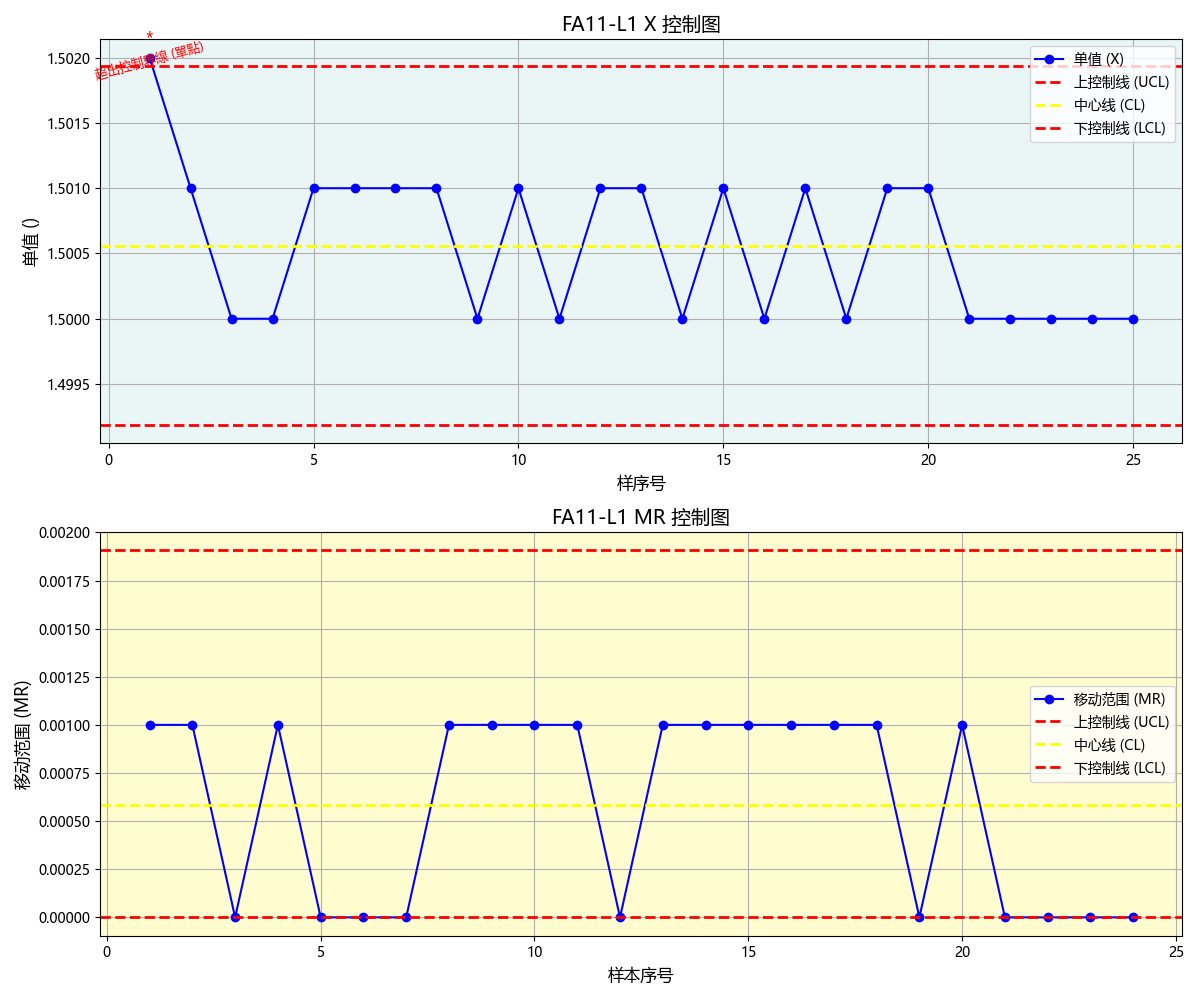 FA11-L1 X 控制图
*
超出控制界線 (單點)
单值 (X)
上控制线 (UCL)
中心线 (CL)
下控制线 (LCL)
单值 ()
1.5020
1.5015
1.5010
1.5005
1.5000
1.4995
0 5 10 15 20 25
样序号
FA11-L1 MR 控制图
移动范围 (MR)
0.00200
0.00175
0.00150
0.00125
0.00100
0.00075
0.00050
0.00025
0.00000
移动范围 (MR)
上控制线 (UCL)
中心线 (CL)
下控制线 (LCL)
0 5 10 15 20 25
样本序号